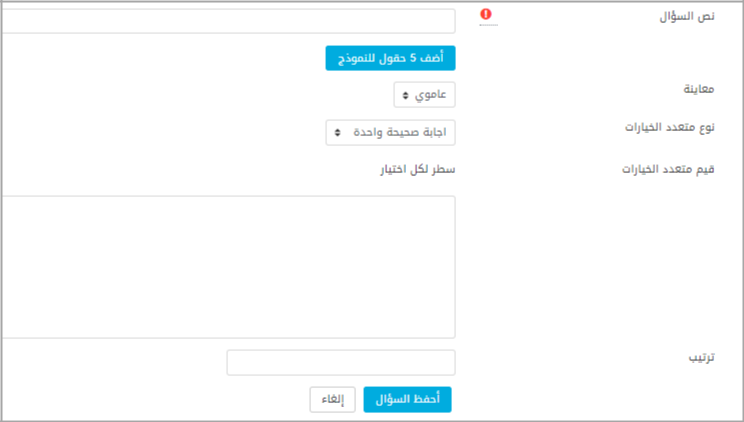 نص السؤال
أضف 5 حقول للنموذج
معاينة
عاموي
نوع متعدد الخيارات
اجابة صحيحة واحدة
قيم متعدد الخيارات
سطر لكل اختيار
ترتيب
أحفظ السؤال
إلغاء